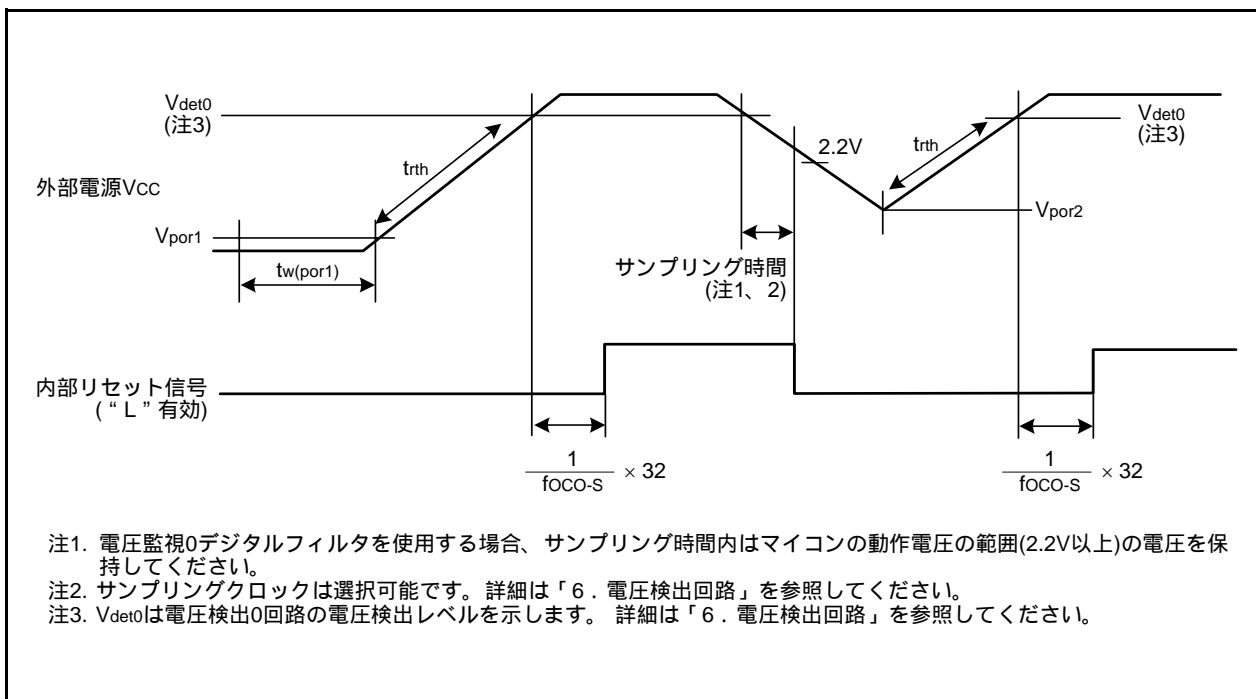 Vdet0
(注3)
trth
外部電源VCC
Vpor1
tw(por1)
2.2V
サンプリング時間
(注1、2)
trth
Vdet0
(注3)
Vpor2
内部リセット信号
(“L”有効)
1
fOCO-S
× 32
1
fOCO-S
× 32
注1. 電圧監視0デジタルフィルタを使用する場合、サンプリング時間内はマイコンの動作電圧の範囲(2.2V以上)の電圧を保
持してください。
注2. サンプリングクロックは選択可能です。詳細は「6．電圧検出回路」を参照してください。
注3. Vdet0は電圧検出0回路の電圧検出レベルを示します。 詳細は「6．電圧検出回路」を参照してください。